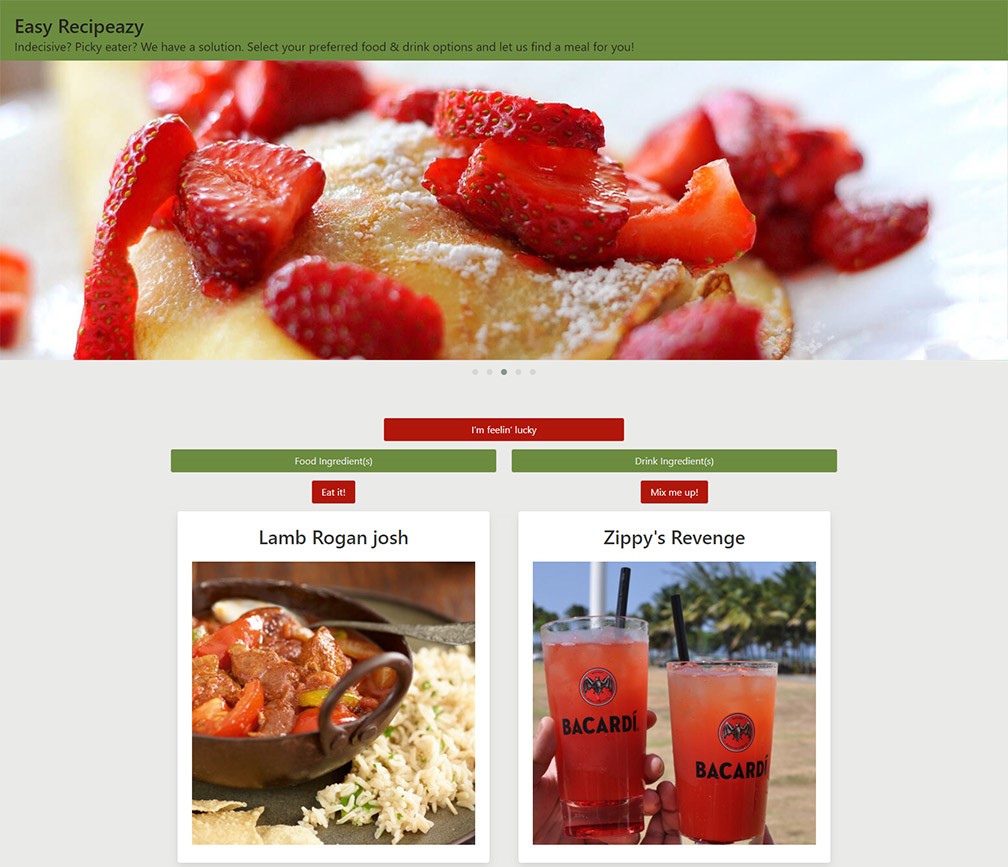 Easy Recipeazy
Indecisive? Picky eater? We have a solution. Select your preferred food & drink options and let us find a meal for you!
I'm feelin' lucky
Food Ingredient(s)
Drink Ingredient(s)
Eat it!
Mix me up!
Lamb Rogan josh
Zippy's Revenge
BACARDÍ
BACARDÍ